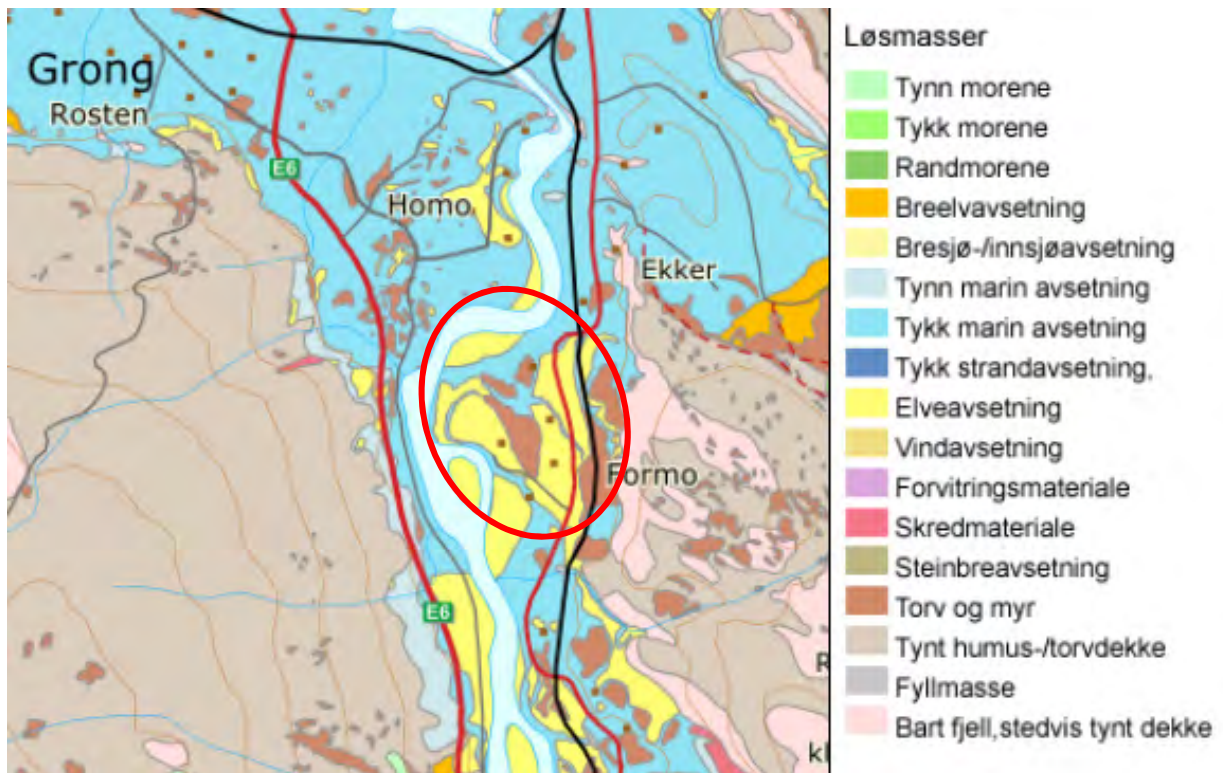 Grong
Rosten
E6
Homo
Ekker
Formo
E6
R
kl
Løsmasser
Tynn morene
Tykk morene
Randmorene
Breelvavsetning
Bresjø-/innsjøavsetning
Tynn marin avsetning
Tykk marin avsetning
Tykk strandavsetning,
Elveavsetning
Vindavsetning
Forvitringsmateriale
Skredmateriale
Steinbreavsetning
Torv og myr
Tynt humus-/torvdekke
Fyllmasse
Bart fjell,stedvis tynt dekke